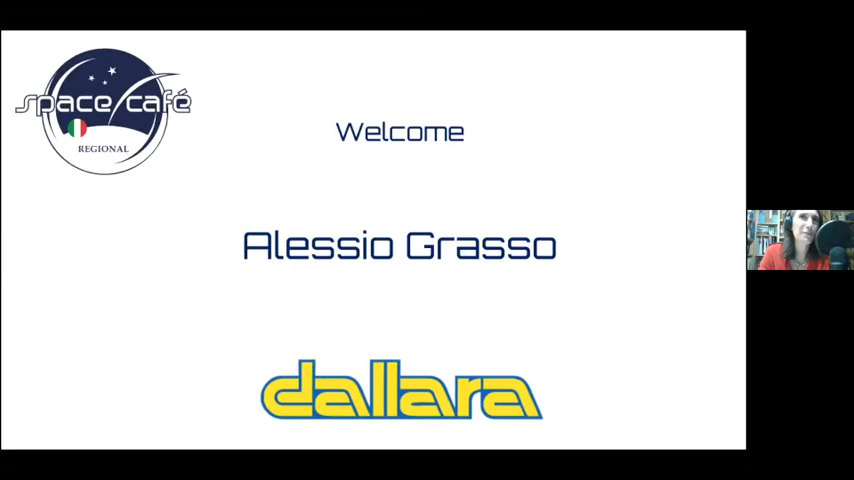 space café
REGIONAL
Welcome
Alessio Grasso
dallara